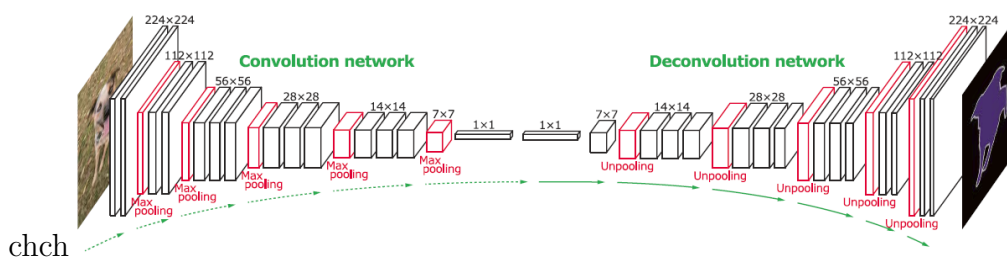 224×224
112×112
56×56
28×28
14×14
7×7
1×1
1×1
7×7
14×14
28×28
56×56
112×112
224×224
Convolution network
Deconvolution network
Max pooling
Max pooling
Max pooling
Max pooling
Max pooling
Unpooling
Unpooling
Unpooling
Unpooling
Unpooling
chch